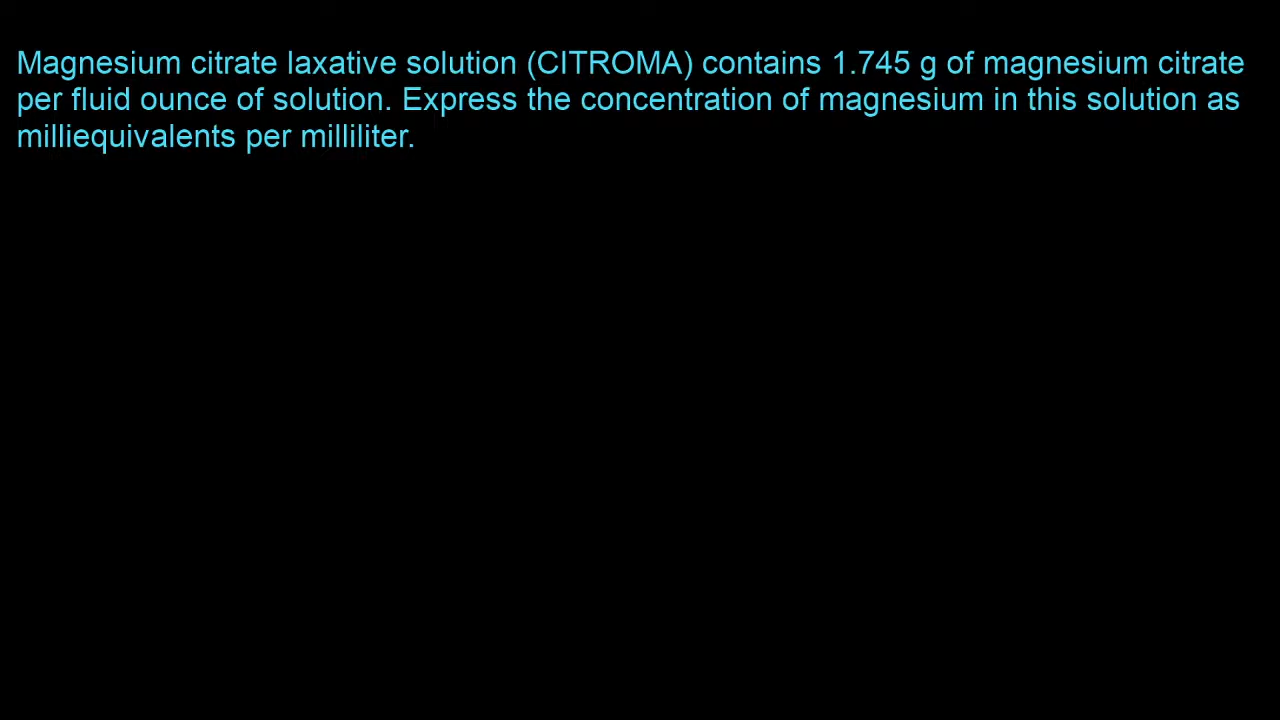 Magnesium citrate laxative solution (CITROMA) contains 1.745 g of magnesium citrate
per fluid ounce of solution. Express the concentration of magnesium in this solution as
milliequivalents per milliliter.